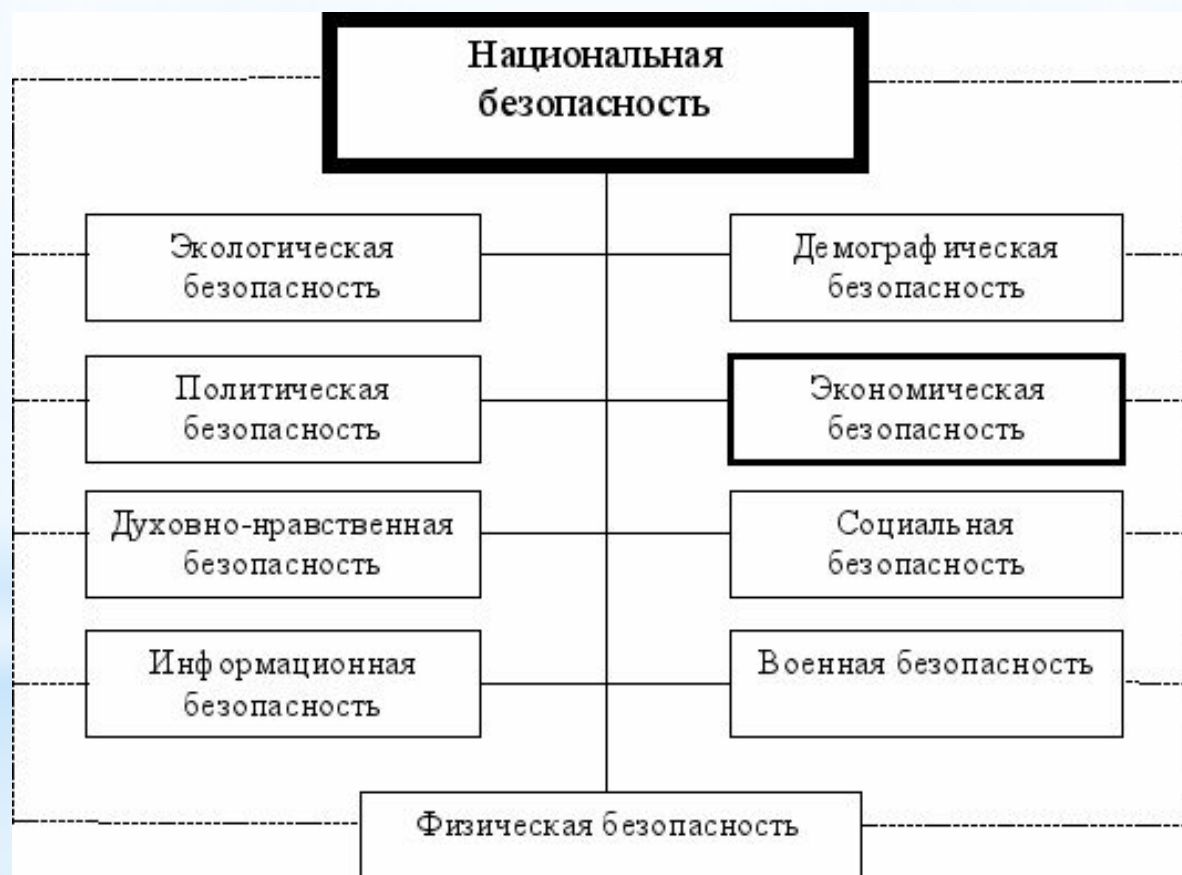 Национальная
безопасность
Экологическая
безопасность
Демографическая
безопасность
Политическая
безопасность
Экономическая
безопасность
Духовно-нравственная
безопасность
Социальная
безопасность
Информационная
безопасность
Военная безопасность
Физическая безопасность